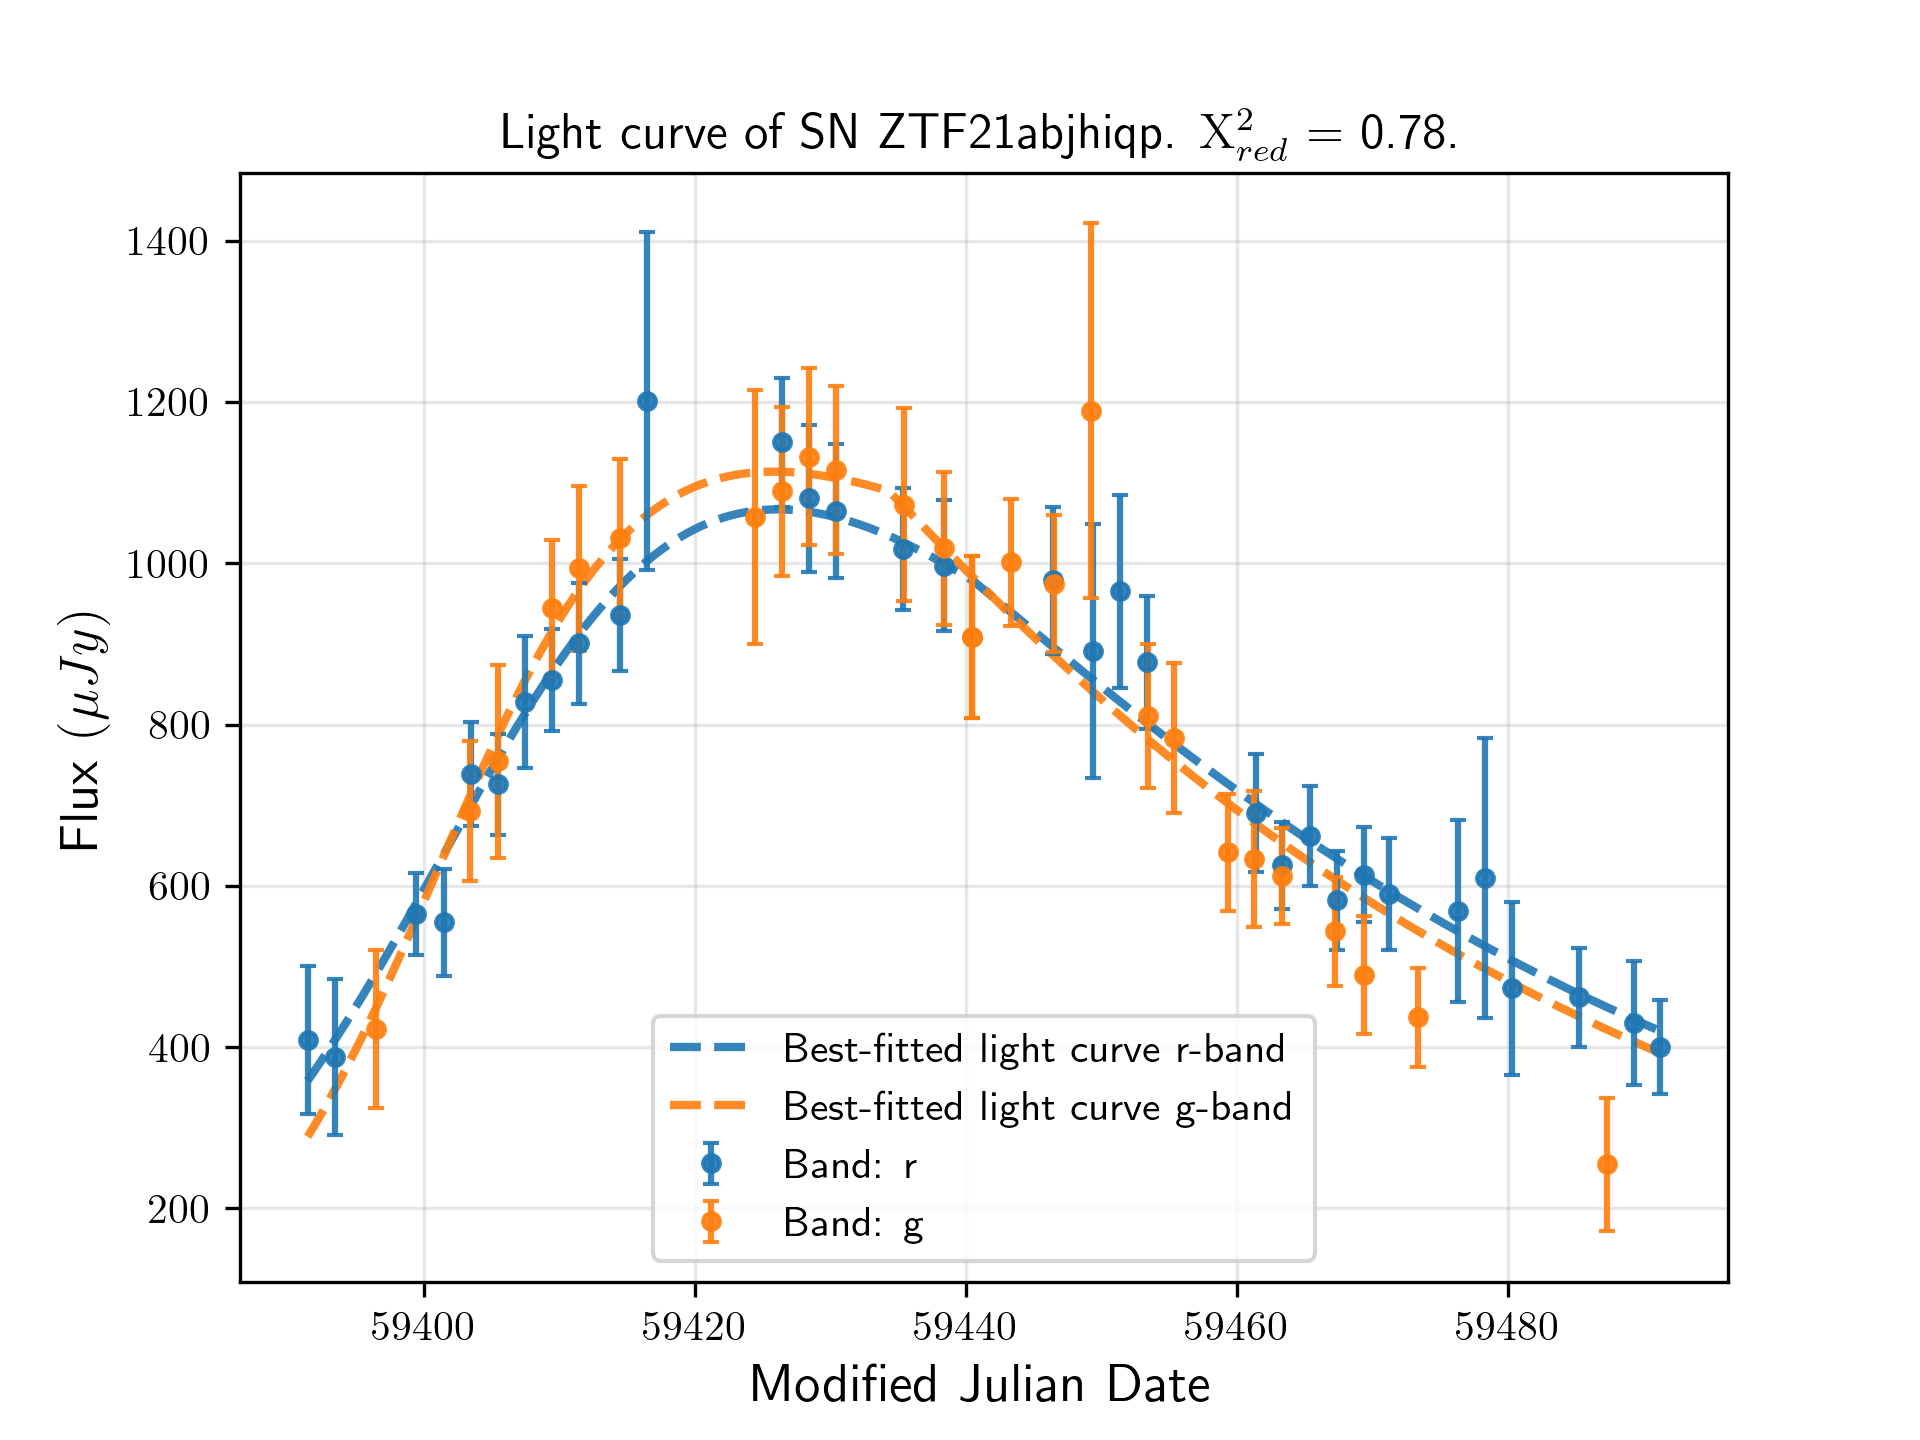 Light curve of SN ZTF21abjhiqp. X²_red = 0.78.
Flux (μJy)
1400
1200
1000
800
600
400
200
Best-fitted light curve r-band
Best-fitted light curve g-band
Band: r
Band: g
59400 59420 59440 59460 59480
Modified Julian Date